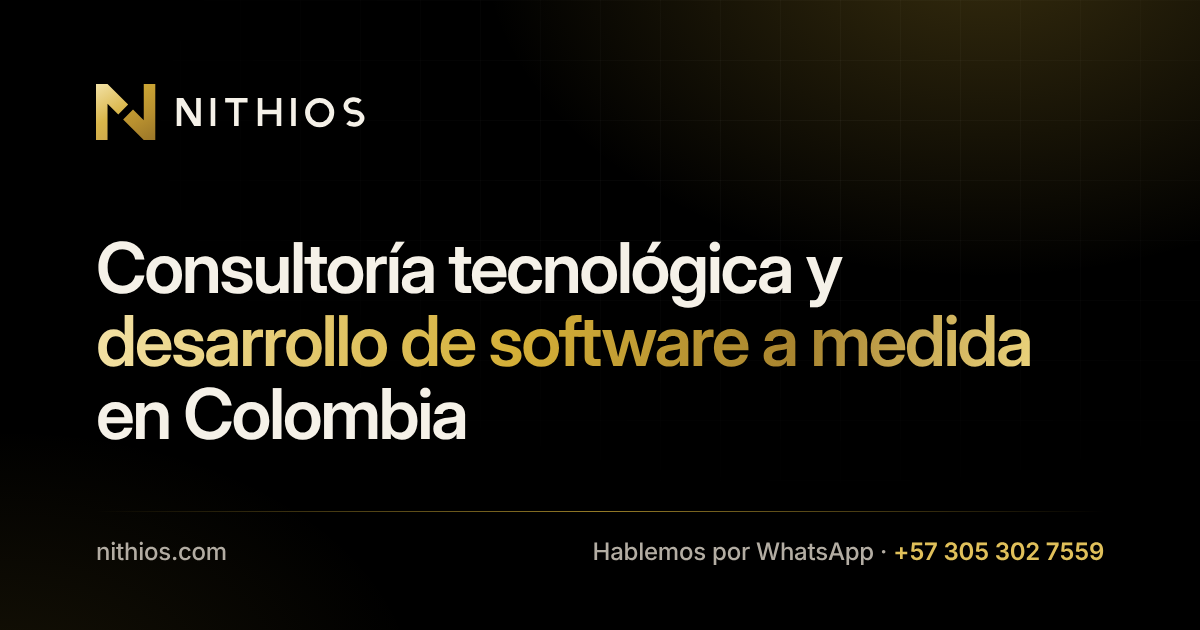 NITHIOS
Consultoría tecnológica y
desarrollo de software a medida
en Colombia
nithios.com
Hablemos por WhatsApp · +57 305 302 7559